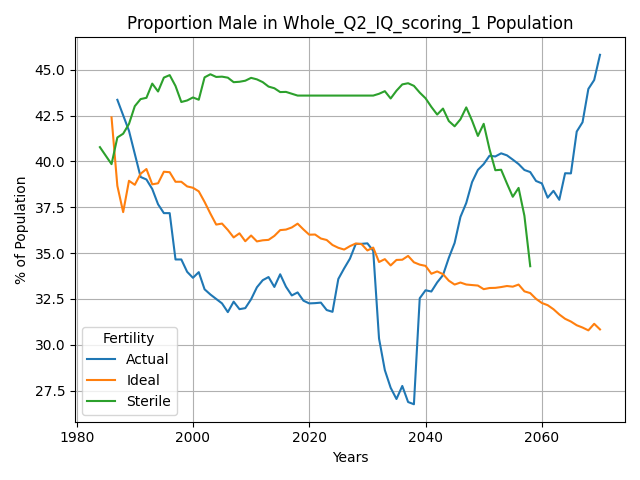 Proportion Male in Whole_Q2_IQ_scoring_1 Population
% of Population
45.0
42.5
40.0
37.5
35.0
32.5
30.0
27.5
Fertility
Actual
Ideal
Sterile
1980
2000
2020
2040
2060
Years